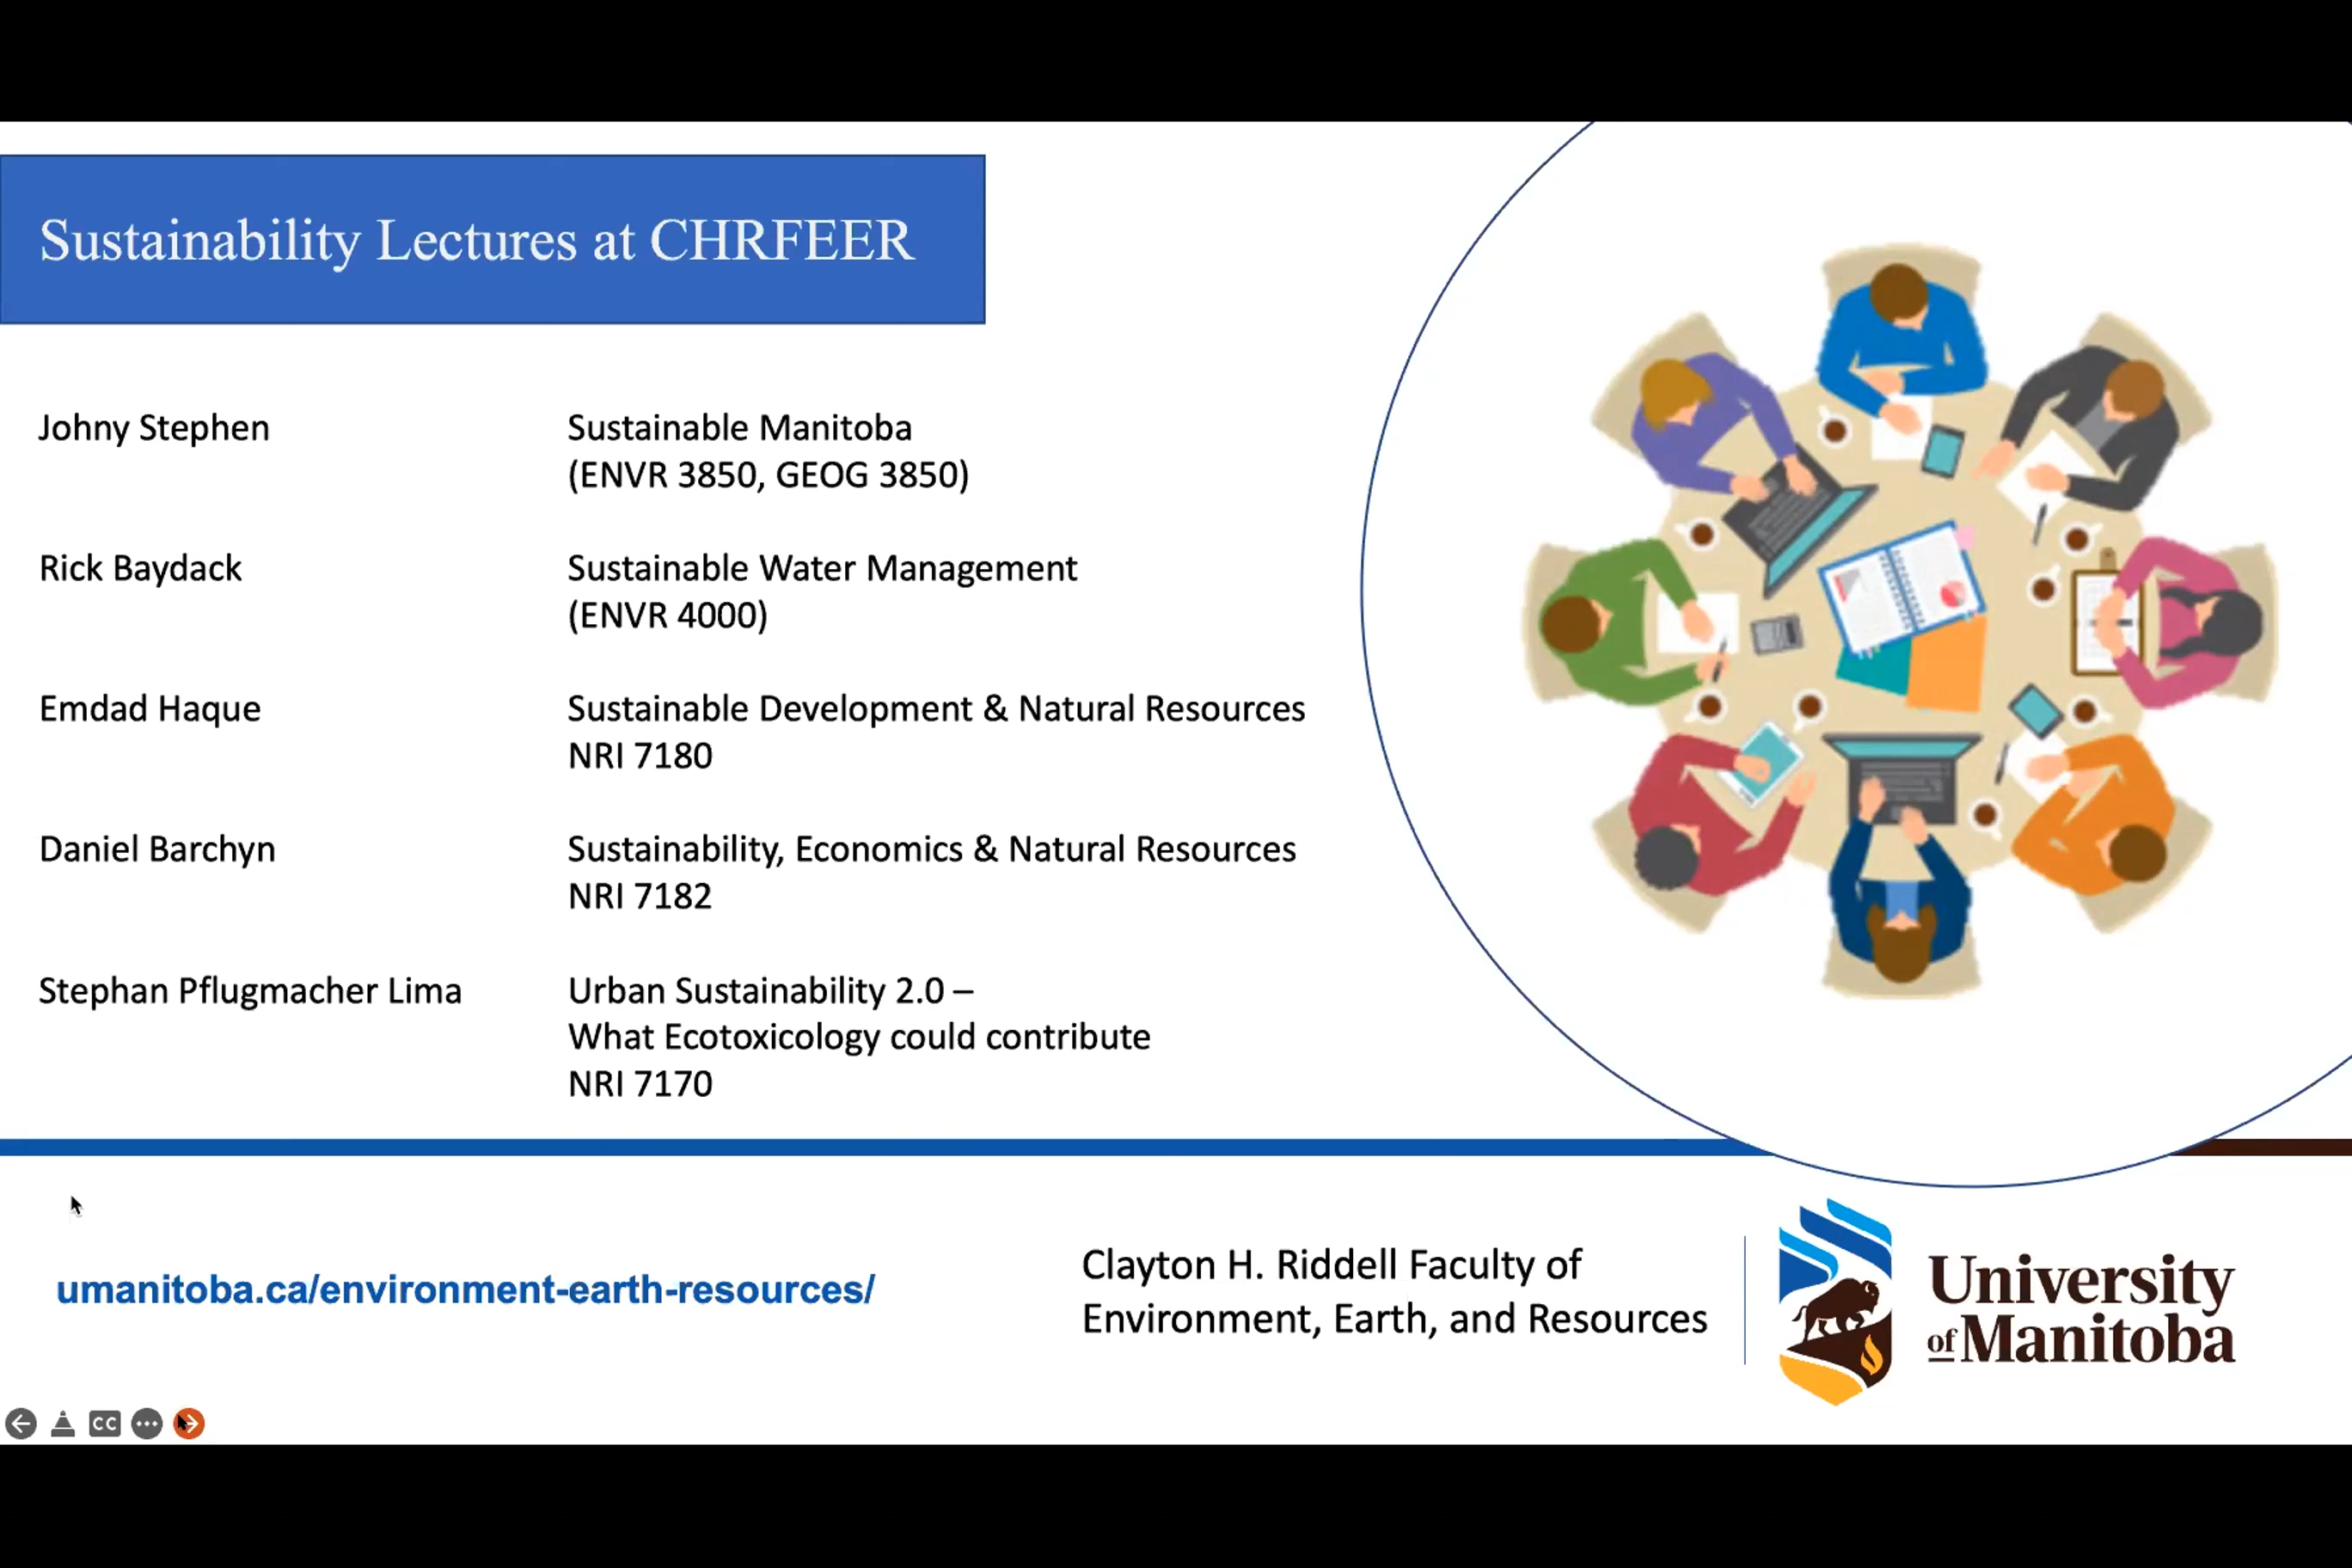 Sustainability Lectures at CHRFEER
Johny Stephen
Sustainable Manitoba
(ENVR 3850, GEOG 3850)
Rick Baydack
Sustainable Water Management
(ENVR 4000)
Emdad Haque
Sustainable Development & Natural Resources
NRI 7180
Daniel Barchyn
Sustainability, Economics & Natural Resources
NRI 7182
Stephan Pflugmacher Lima
Urban Sustainability 2.0 –
What Ecotoxicology could contribute
NRI 7170
umanitoba.ca/environment-earth-resources/
Clayton H. Riddell Faculty of
Environment, Earth, and Resources
University
of Manitoba
CC